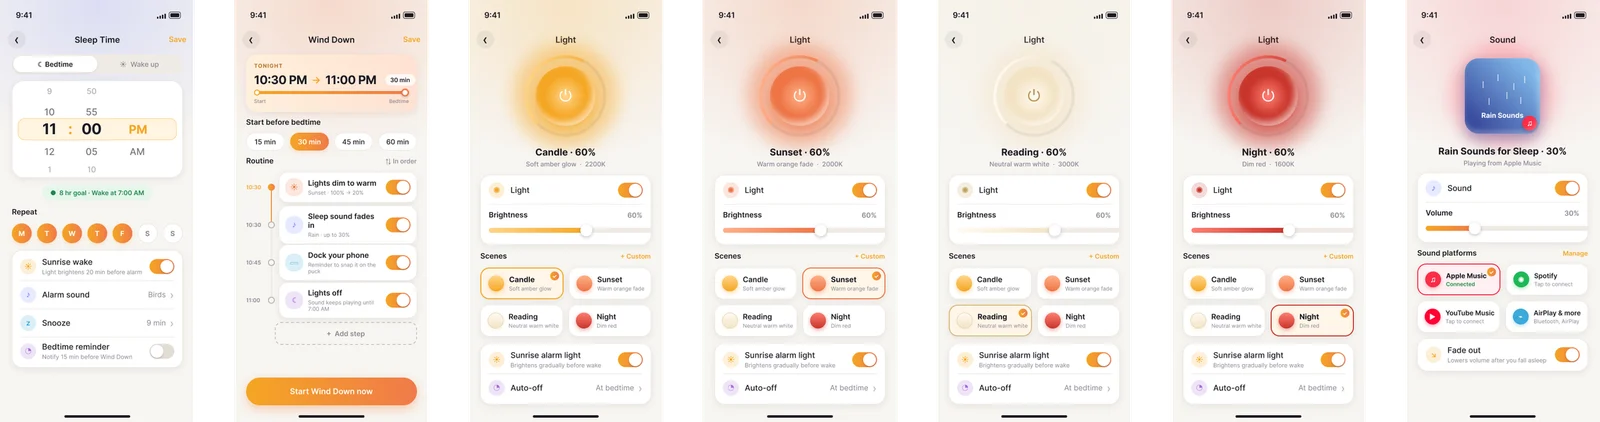 9:41
Sleep Time
Save
Bedtime
Wake up
9 50
10 55
11 : 00 PM
12 05 AM
1 10
8 hr goal · Wake at 7:00 AM
Repeat
M T W T F S S
Sunrise wake
Light brightens 20 min before alarm
Alarm sound
Birds
Snooze
9 min
Bedtime reminder
Notify 15 min before Wind Down
9:41
Wind Down
Save
TONIGHT
10:30 PM → 11:00 PM
30 min
Start
Bedtime
Start before bedtime
15 min
30 min
45 min
60 min
Routine
In order
10:30
Lights dim to warm
Sunset · 100% → 20%
10:30
Sleep sound fades
in
Rain · up to 30%
10:45
Dock your phone
Reminder to snap it on the
puck
11:00
Lights off
Sound keeps playing until
7:00 AM
+ Add step
Start Wind Down now
9:41
Light
Candle · 60%
Soft amber glow · 2200K
Light
Brightness
60%
Scenes
+ Custom
Candle
Soft amber glow
Sunset
Warm orange fade
Reading
Neutral warm white
Night
Dim red
Sunrise alarm light
Brightens gradually before wake
Auto-off
At bedtime
9:41
Light
Sunset · 60%
Warm orange fade · 2000K
Light
Brightness
60%
Scenes
+ Custom
Candle
Soft amber glow
Sunset
Warm orange fade
Reading
Neutral warm white
Night
Dim red
Sunrise alarm light
Brightens gradually before wake
Auto-off
At bedtime
9:41
Light
Reading · 60%
Neutral warm white · 3000K
Light
Brightness
60%
Scenes
+ Custom
Candle
Soft amber glow
Sunset
Warm orange fade
Reading
Neutral warm white
Night
Dim red
Sunrise alarm light
Brightens gradually before wake
Auto-off
At bedtime
9:41
Light
Night · 60%
Dim red · 1600K
Light
Brightness
60%
Scenes
+ Custom
Candle
Soft amber glow
Sunset
Warm orange fade
Reading
Neutral warm white
Night
Dim red
Sunrise alarm light
Brightens gradually before wake
Auto-off
At bedtime
9:41
Sound
Rain Sounds
Rain Sounds for Sleep · 30%
Playing from Apple Music
Sound
Volume
30%
Sound platforms
Manage
Apple Music
Connected
Spotify
Tap to connect
YouTube Music
Tap to connect
AirPlay & more
Bluetooth, AirPlay
Fade out
Lowers volume after you fall asleep